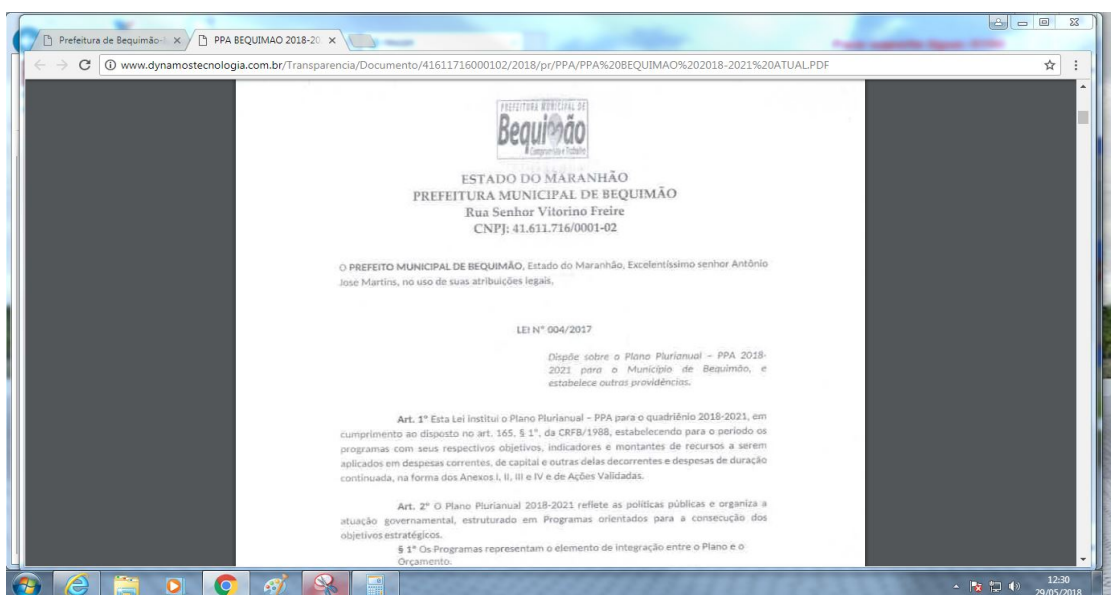 Prefeitura de Bequimão-
PPA BEQUIMAO 2018-20
www.dynamostecnologia.com.br/Transparencia/Documento/41611716000102/2018/pr/PPA/PPA%20BEQUIMAO%202018-2021%20ATUAL.PDF
PREFEITURA MUNICIPAL DE
Bequimão
Compromisso e Trabalho
ESTADO DO MARANHÃO
PREFEITURA MUNICIPAL DE BEQUIMÃO
Rua Senhor Vitorino Freire
CNPJ: 41.611.716/0001-02
O PREFEITO MUNICIPAL DE BEQUIMÃO, Estado do Maranhão, Excelentíssimo senhor Antônio
Jose Martins, no uso de suas atribuições legais,
LEI N° 004/2017
Dispõe sobre o Plano Plurianual – PPA 2018-
2021 para o Município de Bequimão, e
estabelece outras providências.
Art. 1° Esta Lei institui o Plano Plurianual – PPA para o quadriênio 2018-2021, em
cumprimento ao disposto no art. 165, § 1°, da CRFB/1988, estabelecendo para o período os
programas com seus respectivos objetivos, indicadores e montantes de recursos a serem
aplicados em despesas correntes, de capital e outras delas decorrentes e despesas de duração
continuada, na forma dos Anexos I, II, III e IV e de Ações Validadas.
Art. 2° O Plano Plurianual 2018-2021 reflete as políticas públicas e organiza a
atuação governamental, estruturado em Programas orientados para a consecução dos
objetivos estratégicos.
§ 1° Os Programas representam o elemento de integração entre o Plano e o
Orçamento.
12:30
29/05/2018